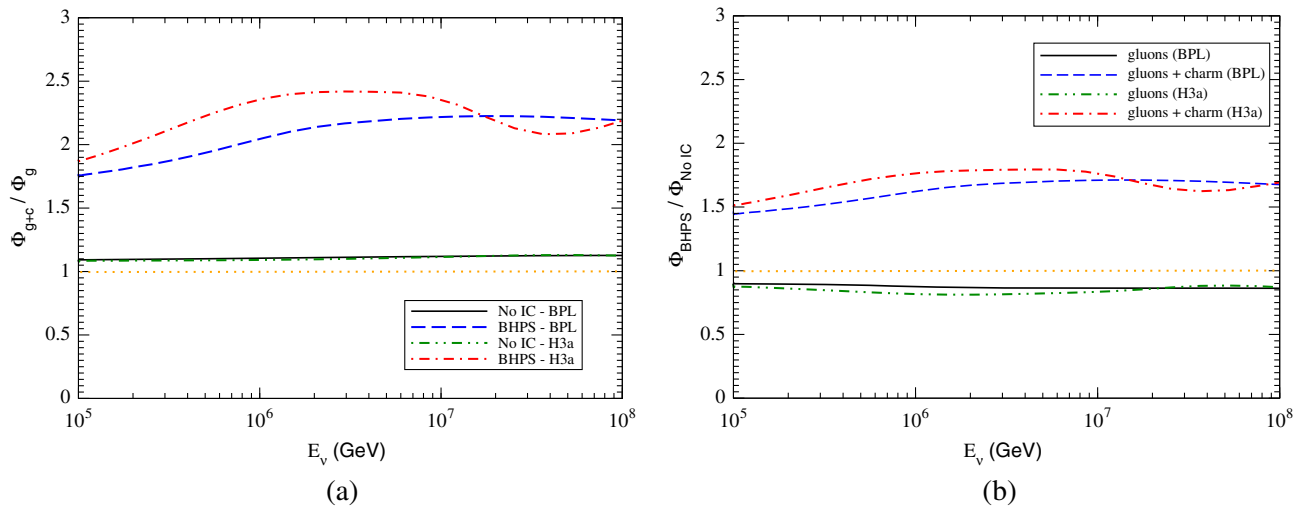 3
2.5
2
1.5
1
0.5
0
Φg+c / Φg
No IC - BPL
BHPS - BPL
No IC - H3a
BHPS - H3a
10^5
10^6
10^7
10^8
Eν (GeV)
(a)
3
2.5
2
1.5
1
0.5
0
ΦBHPS / ΦNo IC
gluons (BPL)
gluons + charm (BPL)
gluons (H3a)
gluons + charm (H3a)
10^5
10^6
10^7
10^8
Eν (GeV)
(b)